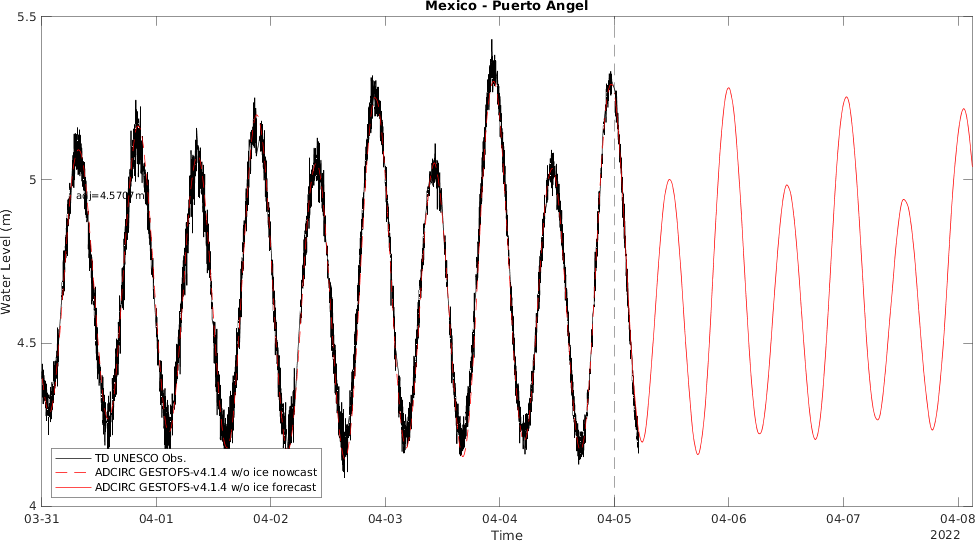 Mexico - Puerto Angel
5.5
5
4.5
4
Water Level (m)
adj=4.5707m
TD UNESCO Obs.
ADCIRC GESTOFS-v4.1.4 w/o ice nowcast
ADCIRC GESTOFS-v4.1.4 w/o ice forecast
03-31 04-01 04-02 04-03 04-04 04-05 04-06 04-07 04-08
Time
2022